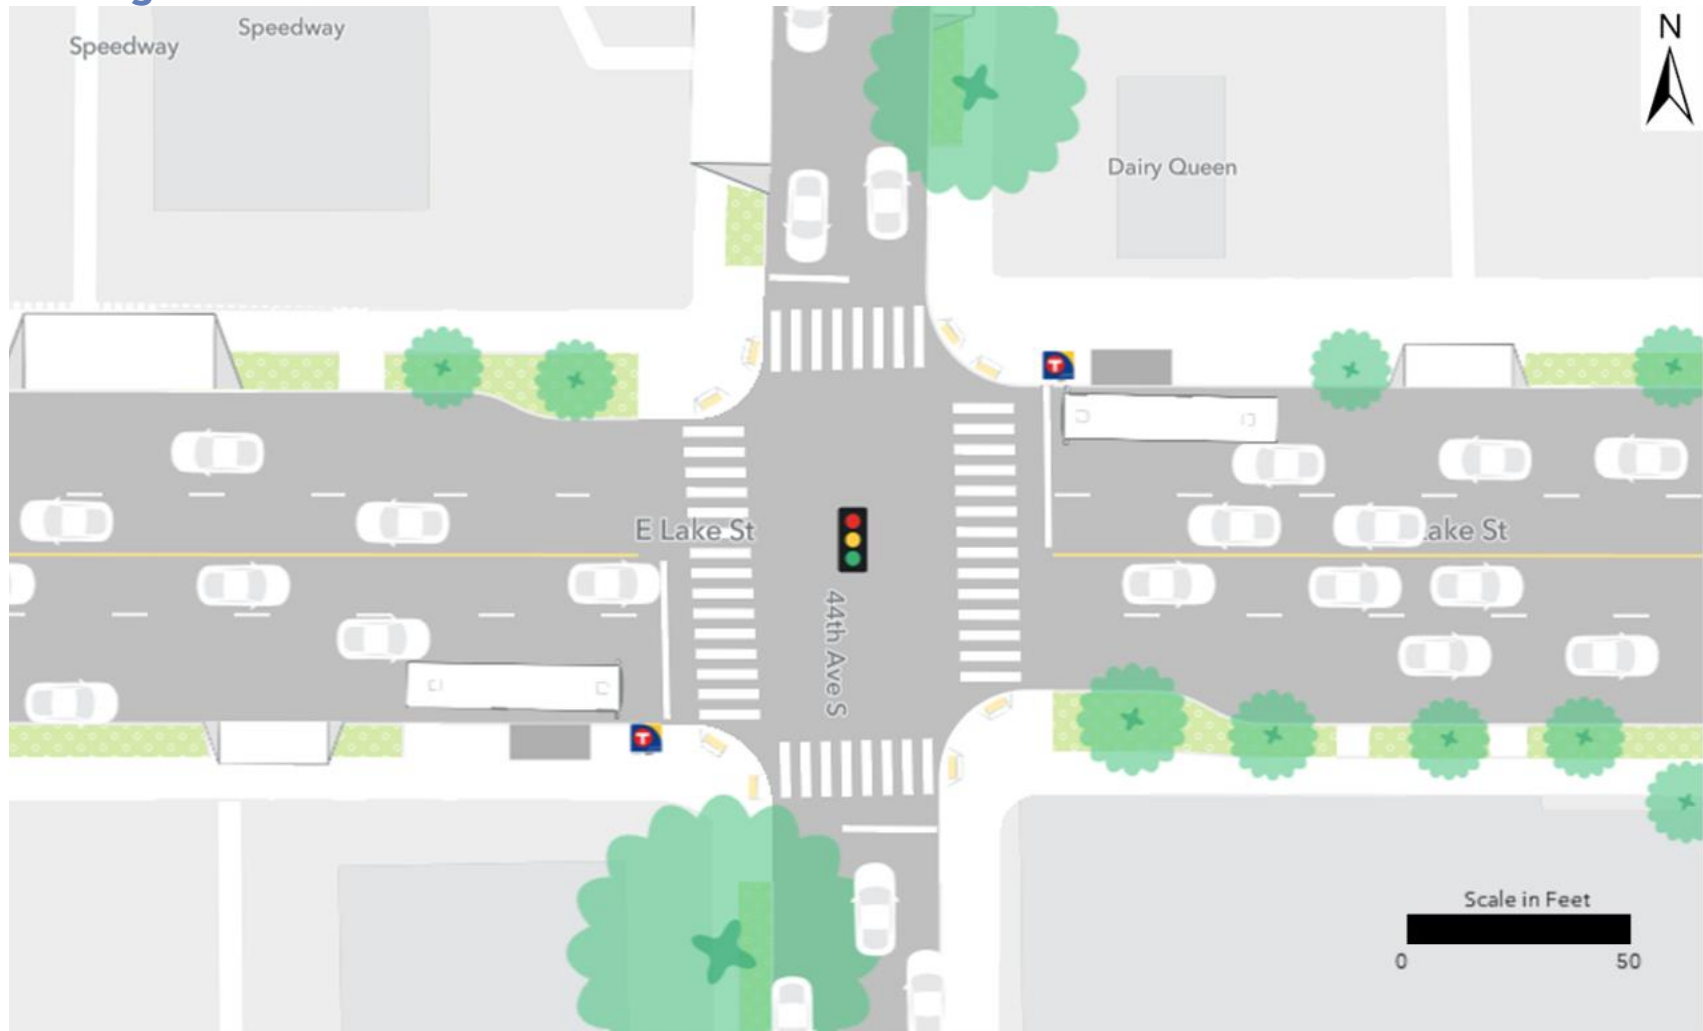 Speedway
Speedway
N
Dairy Queen
T
E Lake St
ake St
44th Ave S
T
Scale in Feet
0 50